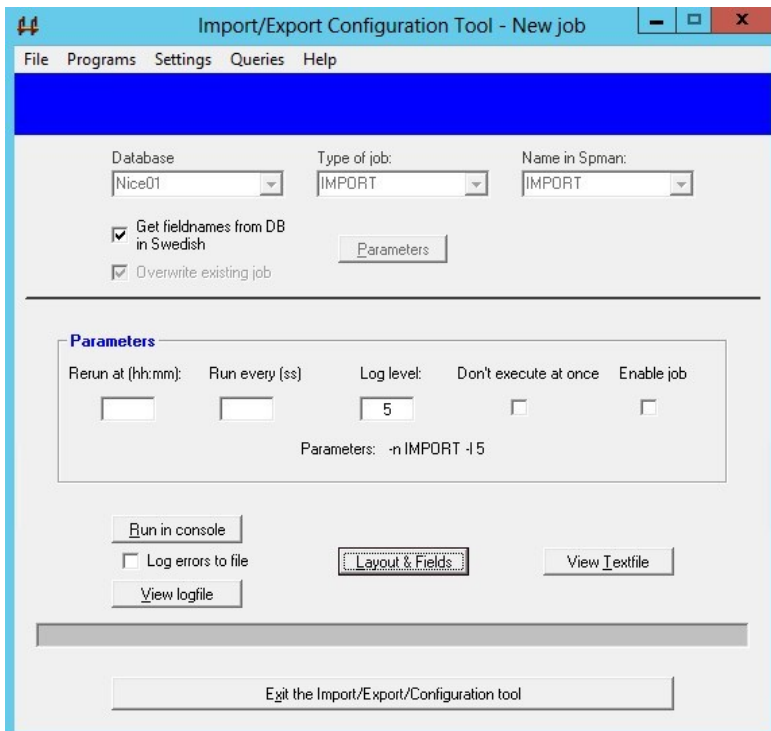 Import/Export Configuration Tool - New job
File Programs Settings Queries Help
Database Type of job: Name in Spman:
Nice01 IMPORT IMPORT
Get fieldnames from DB
in Swedish
Parameters
Overwrite existing job
Parameters
Rerun at (hh:mm): Run every (ss) Log level: Don't execute at once Enable job
5
Parameters: -n IMPORT -l 5
Run in console
Log errors to file
Layout & Fields
View Textfile
View logfile
Exit the Import/Export/Configuration tool